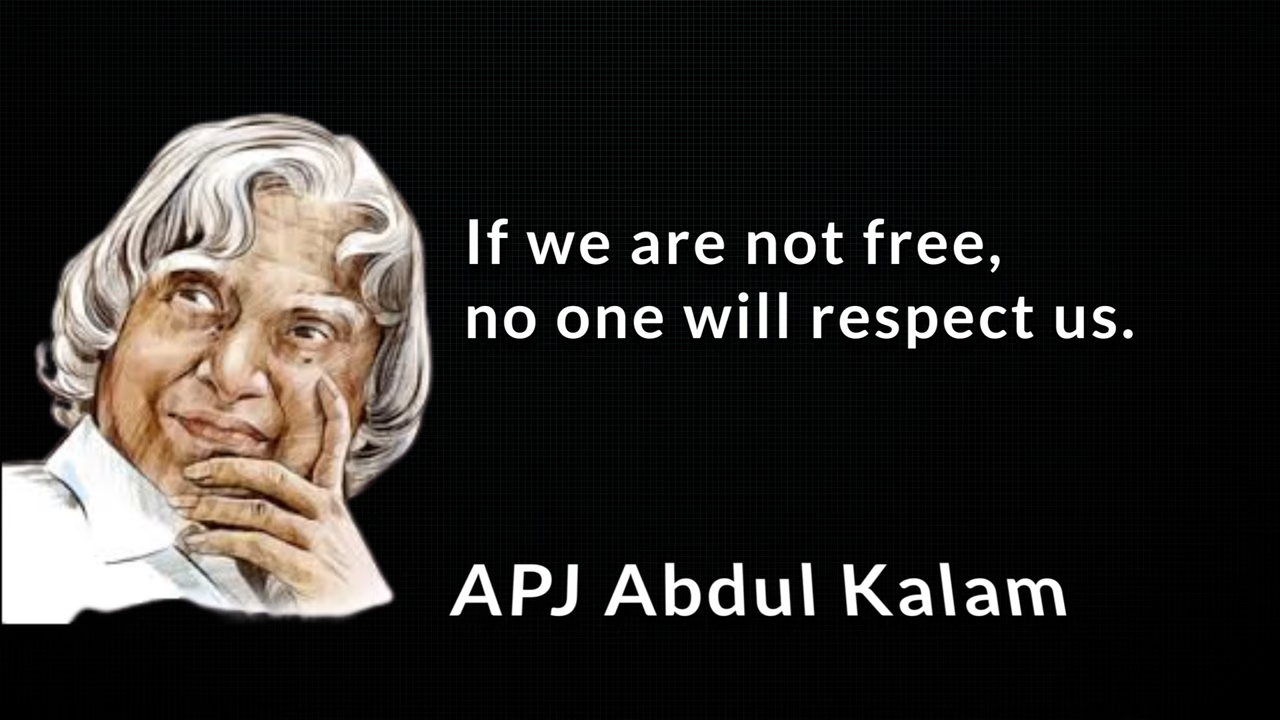 If we are not free,
no one will respect us.
APJ Abdul Kalam